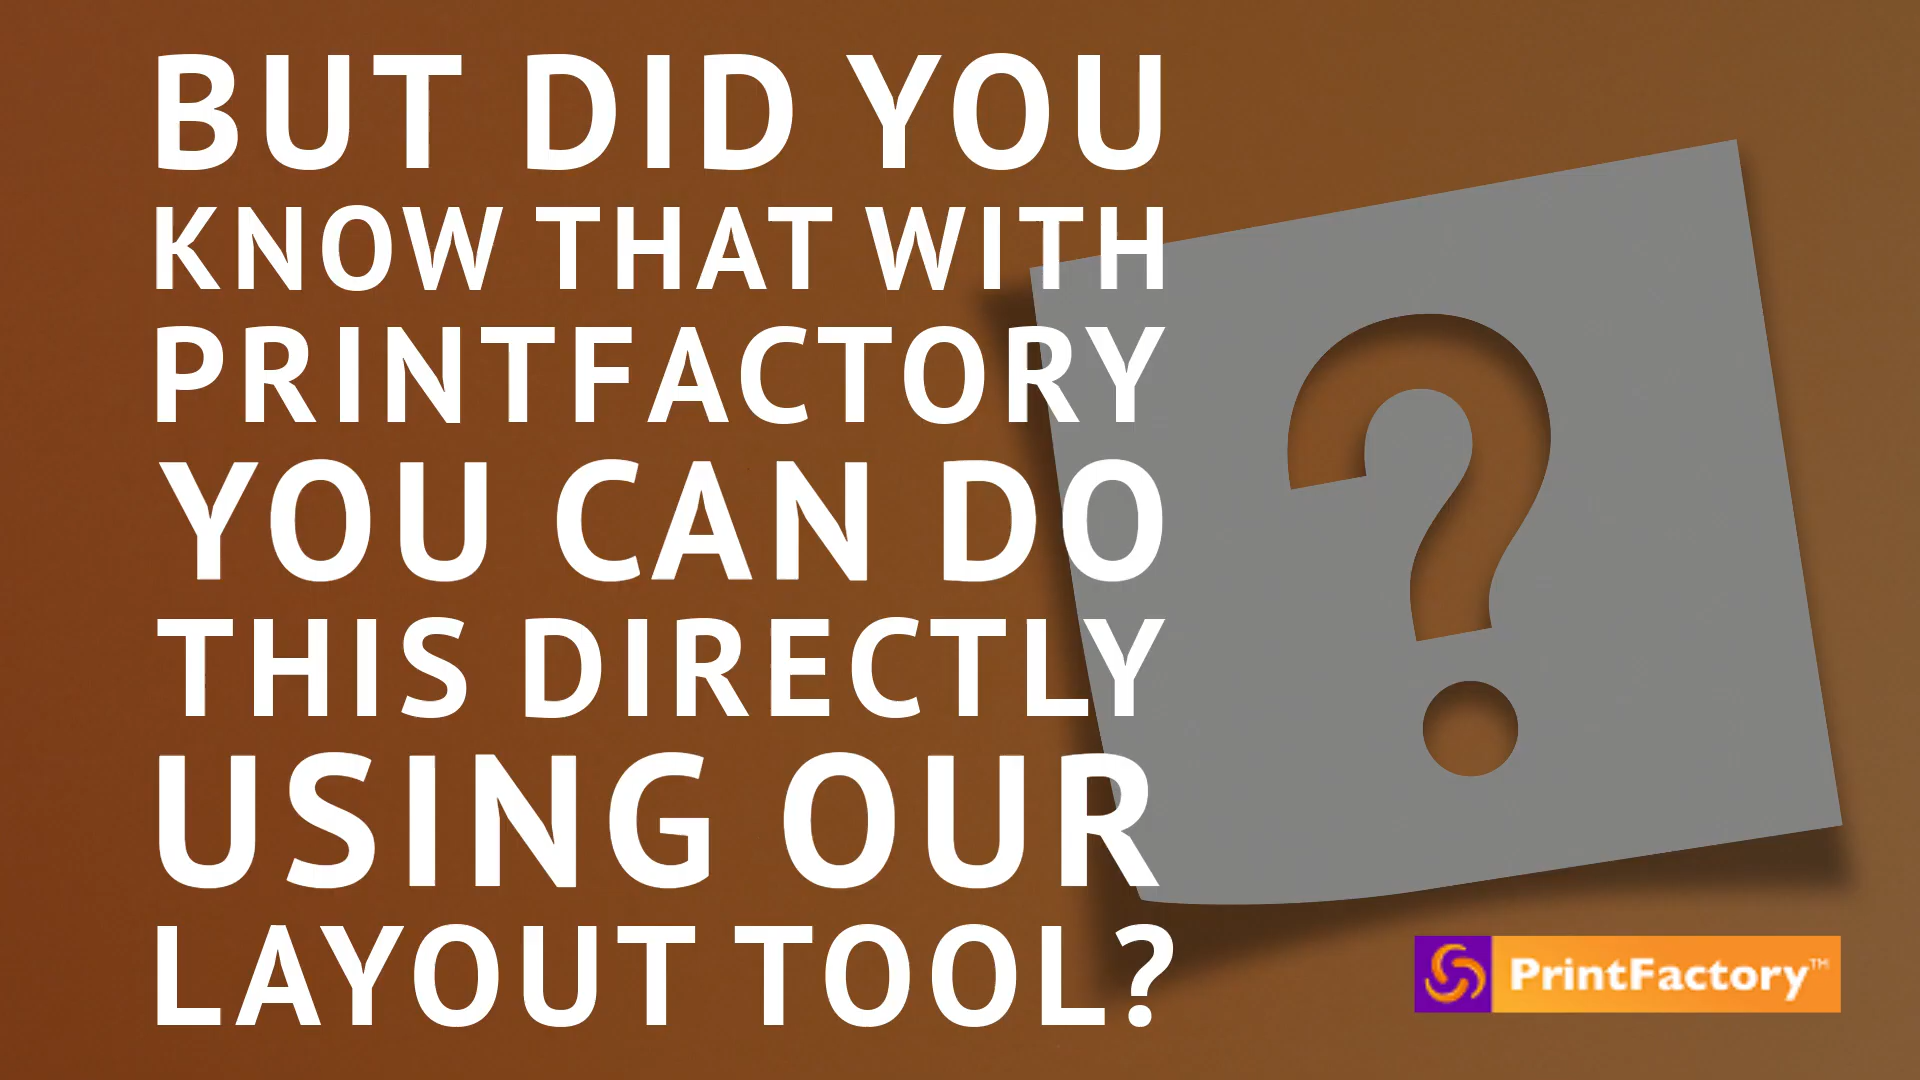 BUT DID YOU
KNOW THAT WITH
PRINTFACTORY
YOU CAN DO
THIS DIRECTLY
USING OUR
LAYOUT TOOL?
?
PrintFactory™